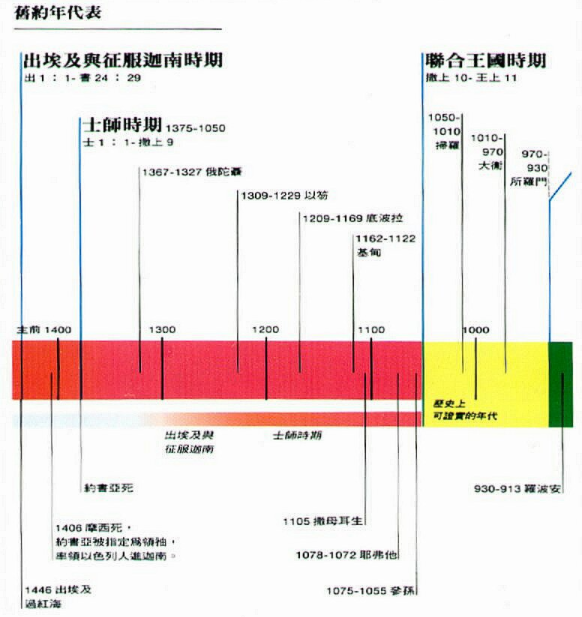 舊約年代表
出埃及與征服迦南時期
出 1 : 1- 書 24 : 29
聯合王國時期
撒上 10- 王上 11
士師時期 1375-1050
士 1 : 1- 撒上 9
1050-
1010
掃羅
1010-
970
大衛
970-
930
所羅門
1367-1327 俄陀聶
1309-1229 以笏
1209-1169 底波拉
1162-1122
基甸
主前 1400
1300
1200
1100
1000
歷史上
可證實的年代
出埃及與
征服迦南
士師時期
約書亞死
930-913 羅波安
1406 摩西死，
約書亞被指定為領袖，
率領以色列人進迦南。
1105 撒母耳生
1078-1072 耶弗他
1446 出埃及
過紅海
1075-1055 參孫